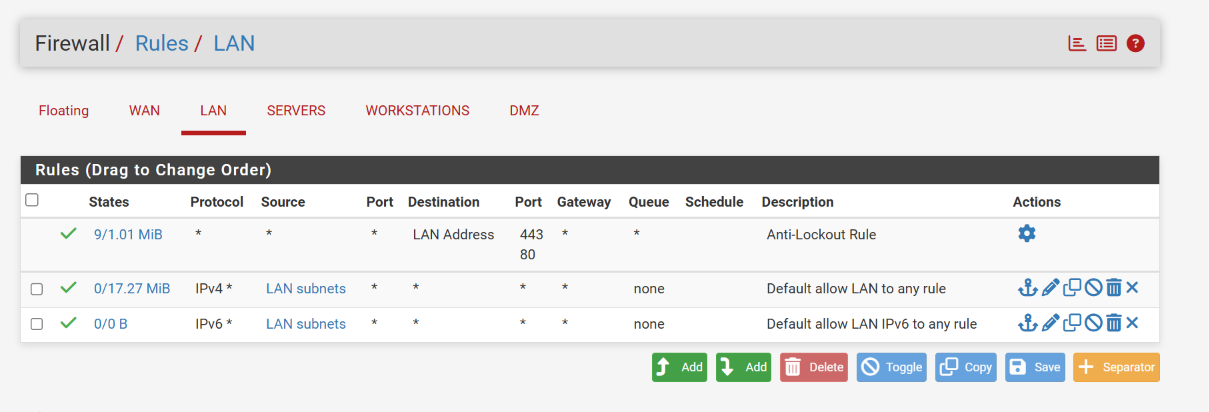 Firewall / Rules / LAN
Floating WAN LAN SERVERS WORKSTATIONS DMZ
Rules (Drag to Change Order)
States Protocol Source Port Destination Port Gateway Queue Schedule Description Actions
9/1.01 MiB * * * LAN Address 443 * * Anti-Lockout Rule
80
0/17.27 MiB IPv4 * LAN subnets * * * * none Default allow LAN to any rule
0/0 B IPv6 * LAN subnets * * * * none Default allow LAN IPv6 to any rule
Add Add Delete Toggle Copy Save Separator